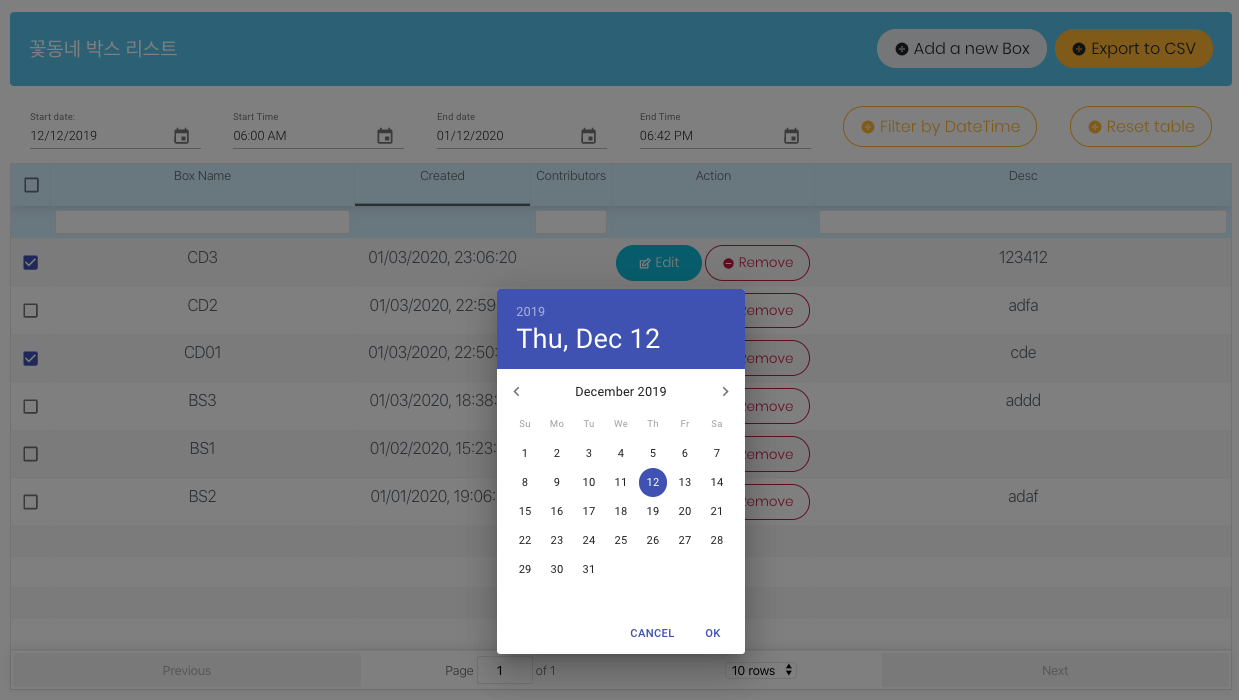 꽃동네 박스 리스트
Add a new Box
Export to CSV
Start date:
12/12/2019
Start Time
06:00 AM
End date
01/12/2020
End Time
06:42 PM
Filter by DateTime
Reset table
Box Name
Created
Contributors
Action
Desc
CD3
01/03/2020, 23:06:20
Edit
Remove
123412
CD2
01/03/2020, 22:59
emove
adfa
CD01
01/03/2020, 22:50:
emove
cde
BS3
01/03/2020, 18:38:
emove
addd
BS1
01/02/2020, 15:23:
emove
BS2
01/01/2020, 19:06:
emove
adaf
2019
Thu, Dec 12
December 2019
Su Mo Tu We Th Fr Sa
1 2 3 4 5 6 7
8 9 10 11 12 13 14
15 16 17 18 19 20 21
22 23 24 25 26 27 28
29 30 31
CANCEL OK
Previous
Page 1 of 1
10 rows
Next